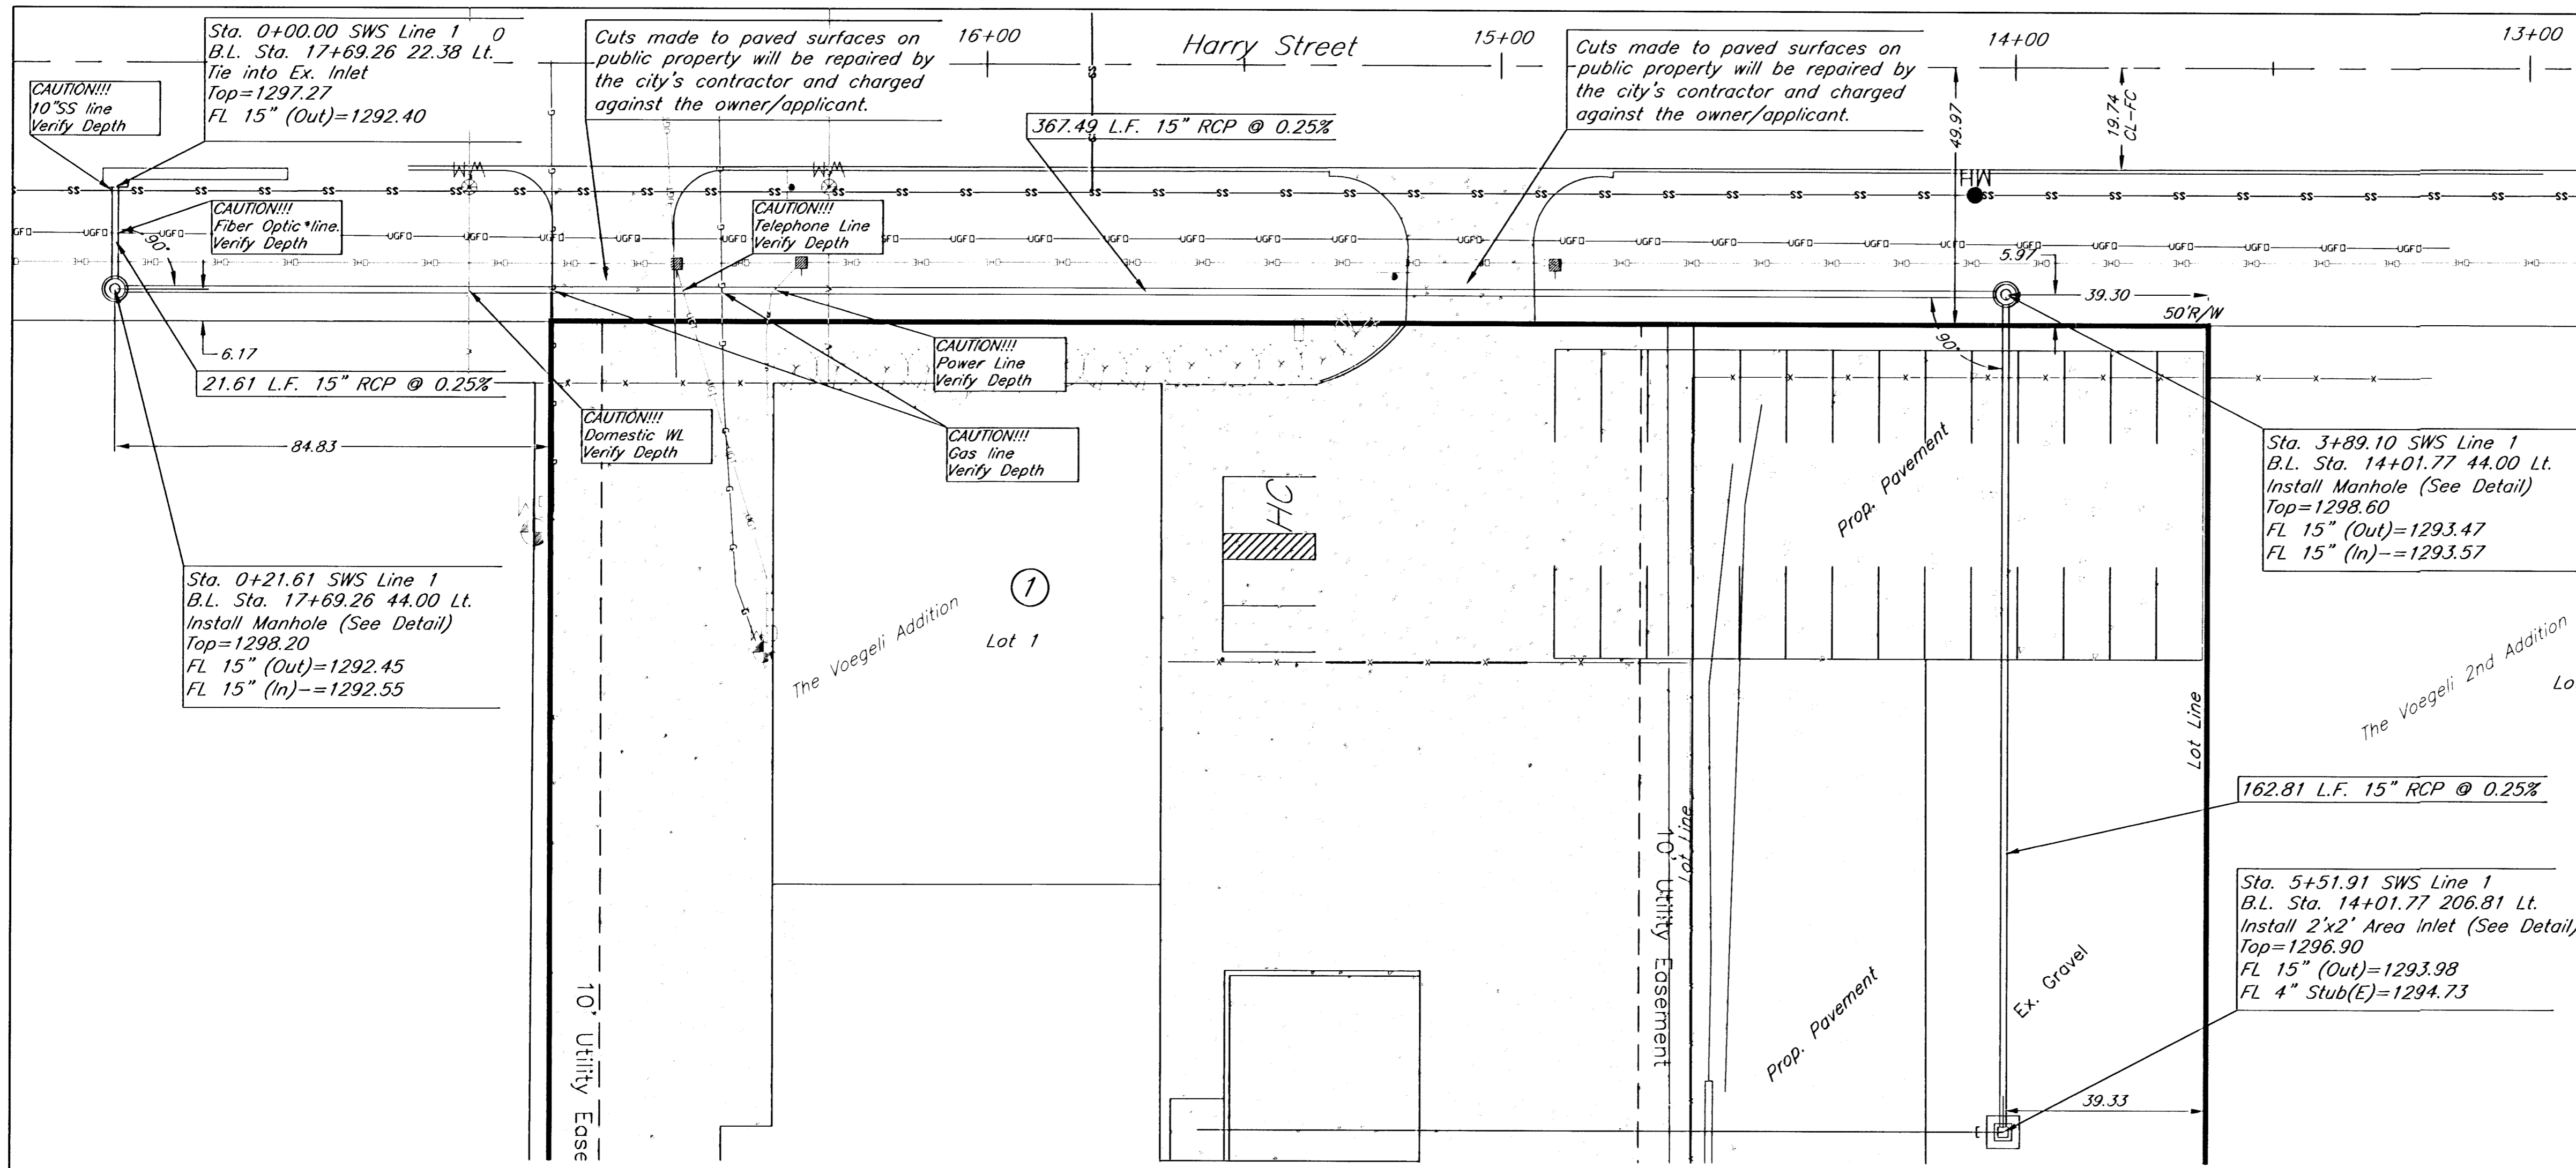 Sta. 0+00.00 SWS Line 1
B.L. Sta. 17+69.26 22.38 Lt.
Tie into Ex. Inlet
Top=1297.27
FL 15" (Out)=1292.40
0
Cuts made to paved surfaces on
public property will be repaired by
the city's contractor and charged
against the owner/applicant.
16+00
Harry Street
15+00
Cuts made to paved surfaces on
public property will be repaired by
the city's contractor and charged
against the owner/applicant.
14+00
13+00
CAUTION!!!
10"SS line
Verify Depth
367.49 L.F. 15" RCP @ 0.25%
49.97
19.74
CL-FC
WM
WM
MH
CAUTION!!!
Fiber Optic line.
Verify Depth
CAUTION!!!
Telephone Line
Verify Depth
90°
5.97
39.30
50'R/W
6.17
21.61 L.F. 15" RCP @ 0.25%
CAUTION!!!
Power Line
Verify Depth
90°
84.83
CAUTION!!!
Domestic WL
Verify Depth
CAUTION!!!
Gas line
Verify Depth
HC
Prop. Pavement
Sta. 3+89.10 SWS Line 1
B.L. Sta. 14+01.77 44.00 Lt.
Install Manhole (See Detail)
Top=1298.60
FL 15" (Out)=1293.47
FL 15" (In)-=1293.57
Sta. 0+21.61 SWS Line 1
B.L. Sta. 17+69.26 44.00 Lt.
Install Manhole (See Detail)
Top=1298.20
FL 15" (Out)=1292.45
FL 15" (In)-=1292.55
1
The Voegeli Addition
Lot 1
The Voegeli 2nd Addition
Lo
Lot Line
162.81 L.F. 15" RCP @ 0.25%
Lot Line
10' Utility Easement
Sta. 5+51.91 SWS Line 1
B.L. Sta. 14+01.77 206.81 Lt.
Install 2'x2' Area Inlet (See Detail)
Top=1296.90
FL 15" (Out)=1293.98
FL 4" Stub(E)=1294.73
Ex. Gravel
Prop. Pavement
10' Utility Ease
39.33